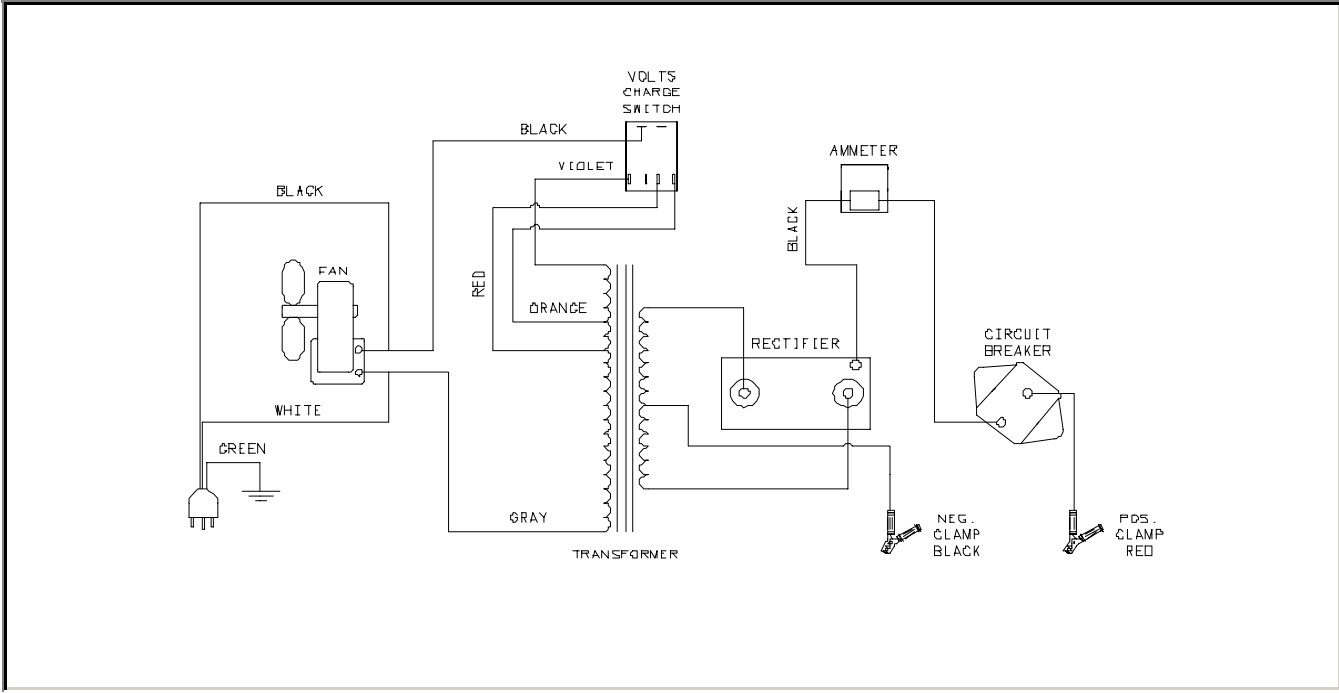 VOLTS
CHARGE
SWITCH
BLACK
VIOLET
AMMETER
BLACK
BLACK
FAN
RED
ORANGE
RECTIFIER
CIRCUIT
BREAKER
WHITE
GREEN
GRAY
TRANSFORMER
NEG.
CLAMP
BLACK
POS.
CLAMP
RED